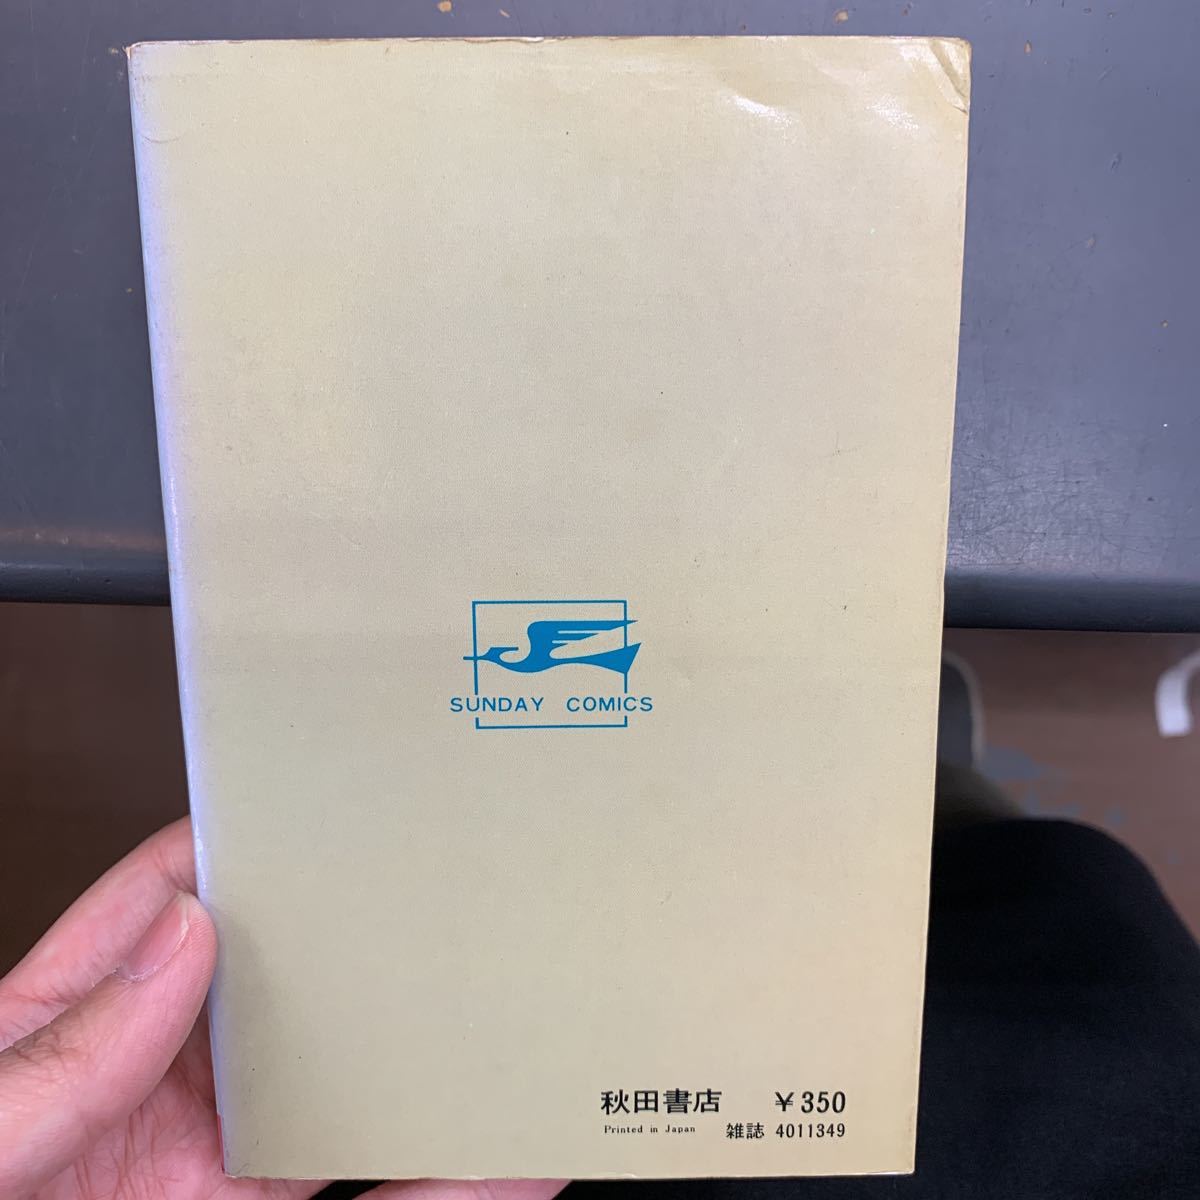 SUNDAY COMICS
秋田書店 ¥350
Printed in Japan 雑誌 4011349